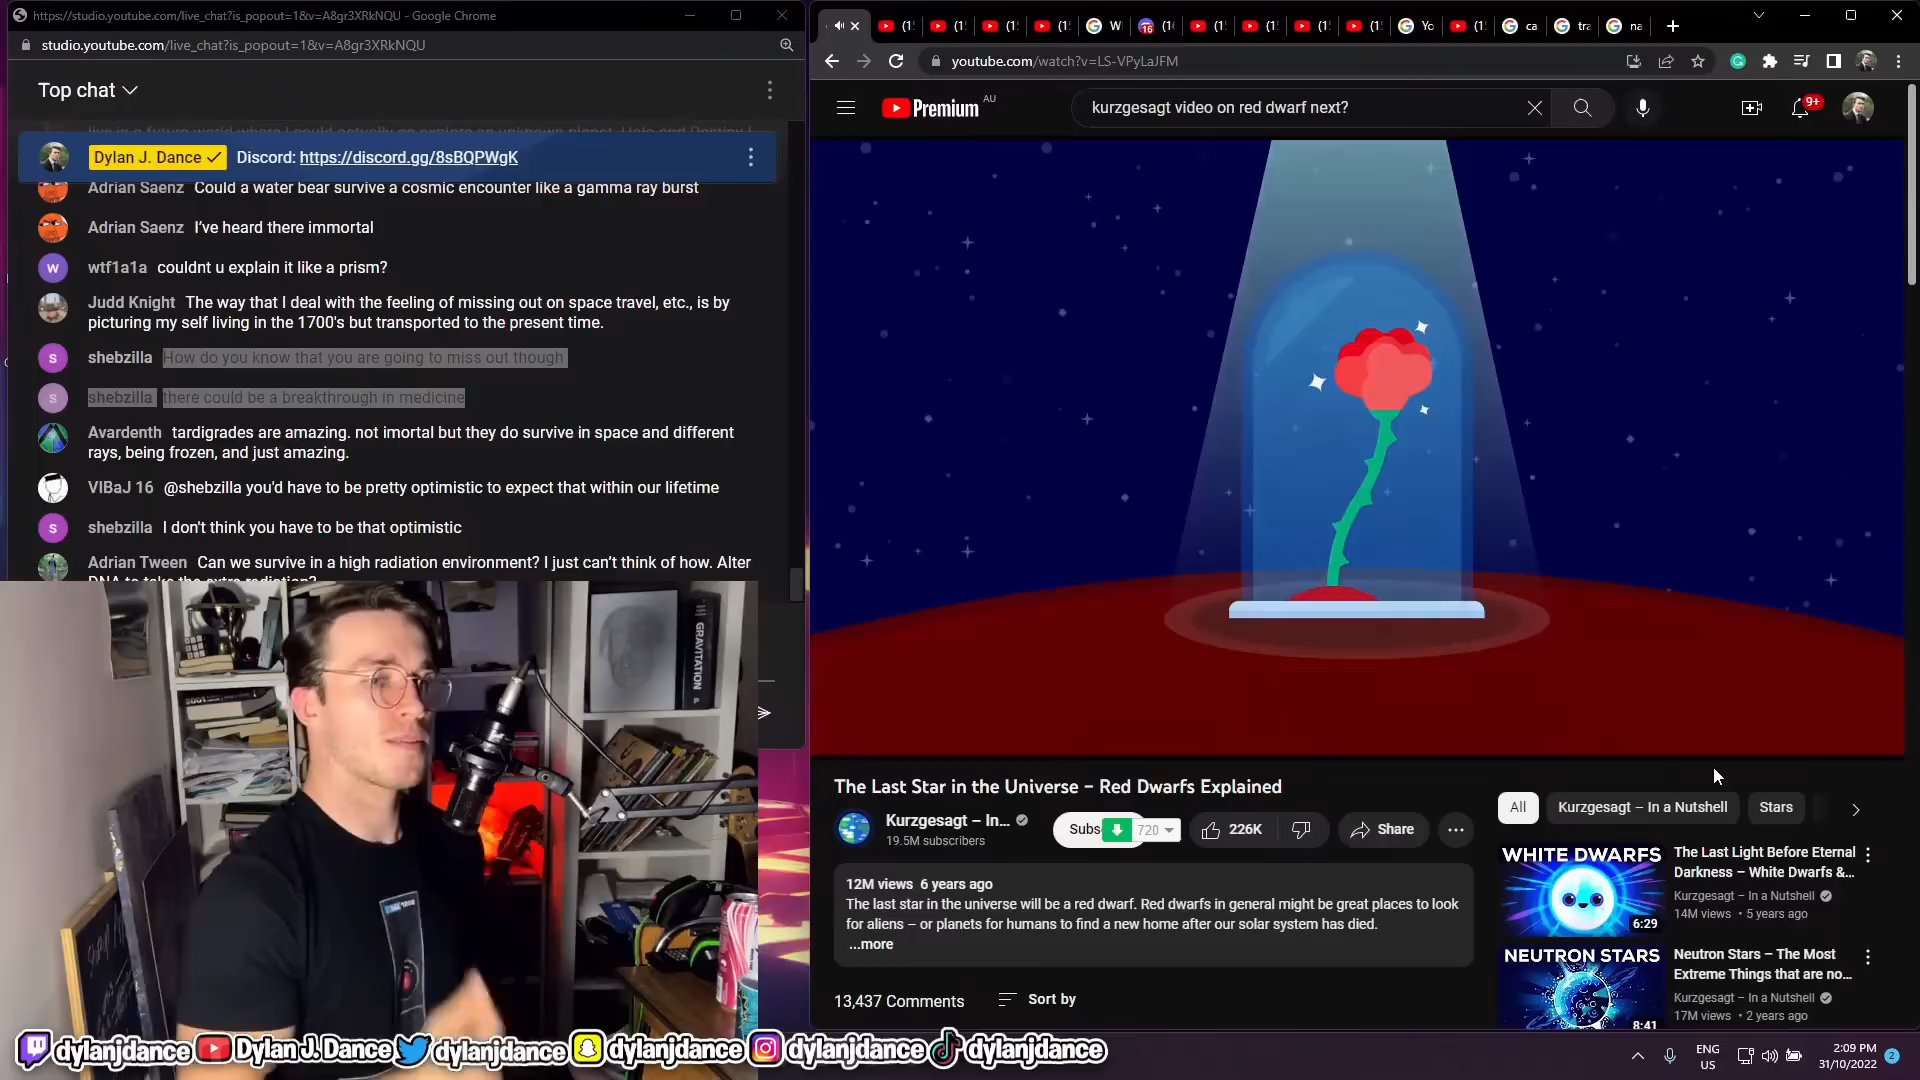 https://studio.youtube.com/live_chat?is_popout=1&v=A8gr3XRkNQU - Google Chrome
studio.youtube.com/live_chat?is_popout=1&v=A8gr3XRkNQU
Top chat
Dylan J. Dance Discord: https://discord.gg/8sBQPWgK
Adrian Saenz Could a water bear survive a cosmic encounter like a gamma ray burst
Adrian Saenz I've heard there immortal
W wtf1a1a couldnt u explain it like a prism?
Judd Knight The way that I deal with the feeling of missing out on space travel, etc., is by
picturing my self living in the 1700's but transported to the present time.
S shebzilla How do you know that you are going to miss out though
S shebzilla there could be a breakthrough in medicine
Avardenth tardigrades are amazing. not imortal but they do survive in space and different
rays, being frozen, and just amazing.
VIBaJ 16 @shebzilla you'd have to be pretty optimistic to expect that within our lifetime
S shebzilla I don't think you have to be that optimistic
Adrian Tween Can we survive in a high radiation environment? I just can't think of how. Alter
DNA to take the extra radiation?
GRAVITATION
2001
youtube.com/watch?v=LS-VPyLaJFM
Premium AU
kurzgesagt video on red dwarf next?
9+
The Last Star in the Universe – Red Dwarfs Explained
Kurzgesagt – In...
19.5M subscribers
Subs
720
226K
Share
12M views 6 years ago
The last star in the universe will be a red dwarf. Red dwarfs in general might be great places to look
for aliens – or planets for humans to find a new home after our solar system has died.
...more
13,437 Comments
Sort by
All
Kurzgesagt – In a Nutshell
Stars
WHITE DWARFS
6:29
The Last Light Before Eternal
Darkness – White Dwarfs &...
Kurzgesagt – In a Nutshell
14M views • 5 years ago
NEUTRON STARS
8:41
Neutron Stars – The Most
Extreme Things that are no...
Kurzgesagt – In a Nutshell
17M views • 2 years ago
dylanjdance Dylan J. Dance dylanjdance dylanjdance dylanjdance dylanjdance
ENG
US
2:09 PM
31/10/2022
2